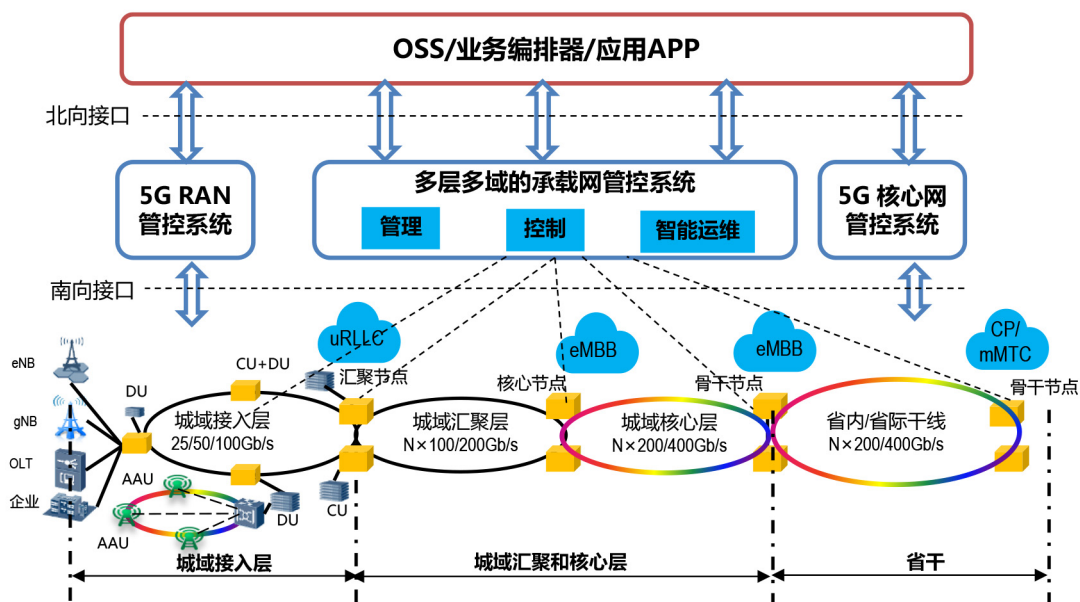 OSS/业务编排器/应用APP
北向接口
5G RAN
管控系统
多层多域的承载网管控系统
管理
控制
智能运维
5G 核心网
管控系统
南向接口
uRLLC
eMBB
eMBB
CP/
mMTC
eNB
gNB
OLT
企业
DU
CU+DU
汇聚节点
核心节点
骨干节点
骨干节点
城域接入层
25/50/100Gb/s
城域汇聚层
N×100/200Gb/s
城域核心层
N×200/400Gb/s
省内/省际干线
N×200/400Gb/s
AAU
AAU
DU
CU
城域接入层
城域汇聚和核心层
省干